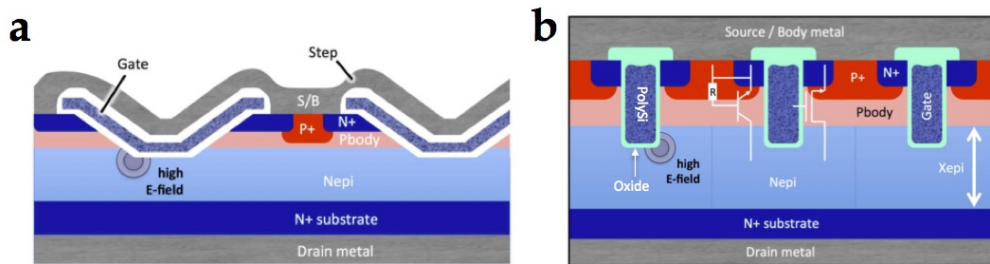 a
Gate
Step
S/B
P+
N+
Pbody
high
E-field
Nepi
N+ substrate
Drain metal
b
Source / Body metal
PolySi
R
P+
N+
Pbody
Gate
high
E-field
Oxide
Nepi
Xepi
N+ substrate
Drain metal